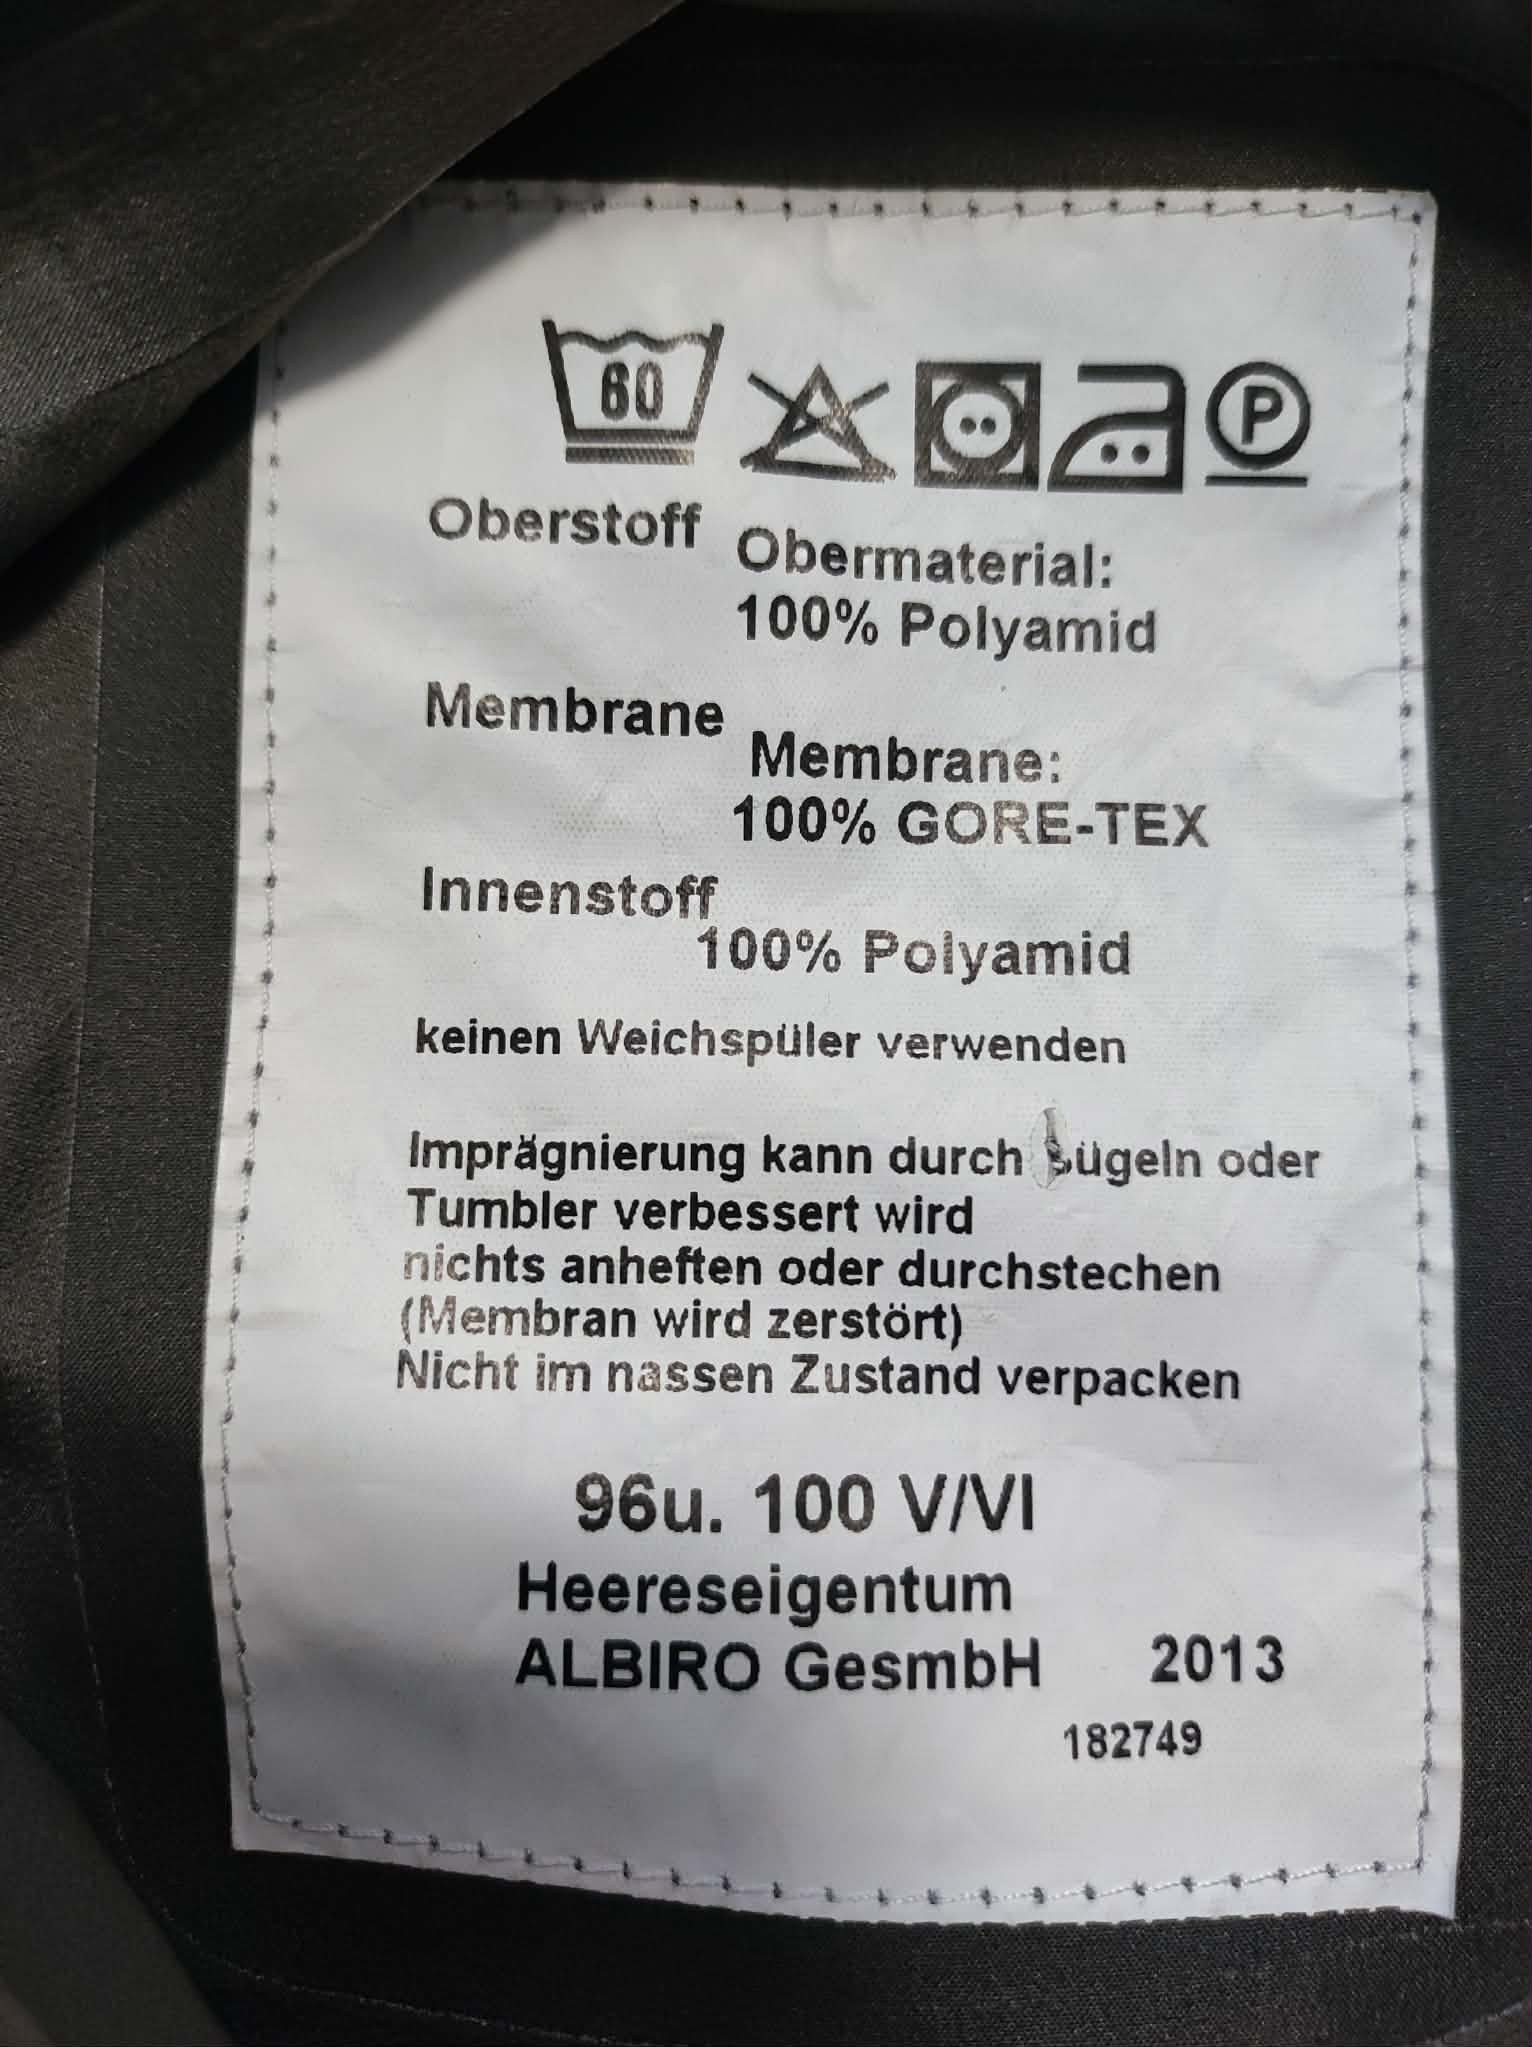 60
P
Oberstoff
Obermaterial:
100% Polyamid
Membrane
Membrane:
100% GORE-TEX
Innenstoff
100% Polyamid
keinen Weichspüler verwenden
Imprägnierung kann durch Bügeln oder
Tumbler verbessert wird
nichts anheften oder durchstechen
(Membran wird zerstört)
Nicht im nassen Zustand verpacken
96u. 100 V/VI
Heereseigentum
ALBIRO GesmbH 2013
182749